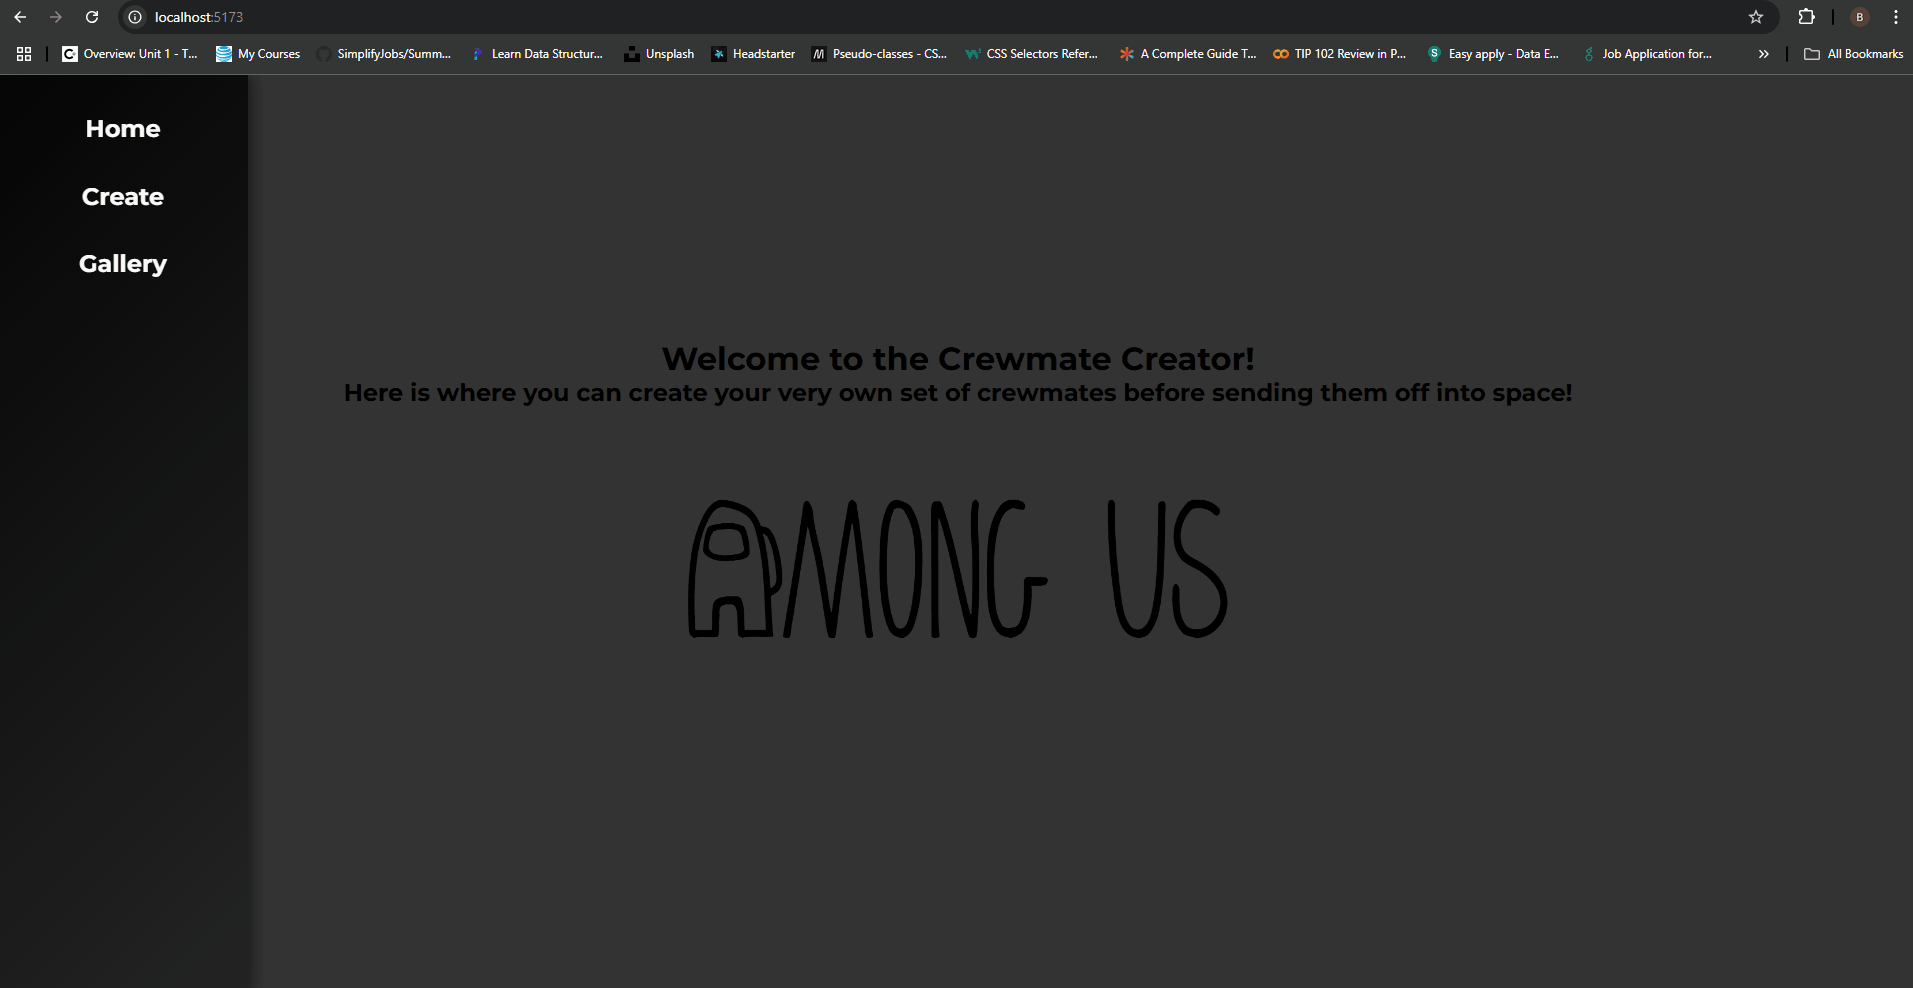 localhost:5173
Overview: Unit 1 - T... My Courses SimplifyJobs/Summ... Learn Data Structur... Unsplash Headstarter Pseudo-classes - CS... CSS Selectors Refer... A Complete Guide T... TIP 102 Review in P... Easy apply - Data E... Job Application for... » All Bookmarks
Home
Create
Gallery
Welcome to the Crewmate Creator!
Here is where you can create your very own set of crewmates before sending them off into space!
AMONG US